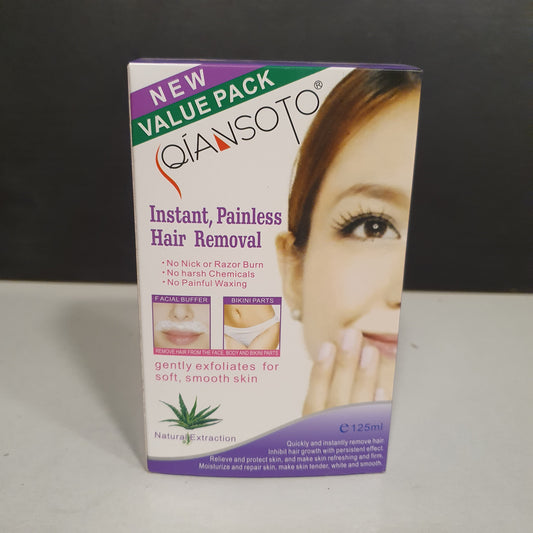 NEW
VALUE PACK
QIANSOTO®
Instant, Painless
Hair Removal
• No Nick or Razor Burn
• No harsh Chemicals
• No Painful Waxing
FACIAL BUFFER
BIKINI PARTS
REMOVE HAIR FROM THE FACE, BODY AND BIKINI PARTS
gently exfoliates for
soft, smooth skin
Natural Extraction
e 125ml
Quickly and instantly remove hair
Inhibil hair growth with persistent effect
Relieve and protect skin, and make skin refreshing and firm,
Moisturize and repair skin, make skin tender, white and smooth.